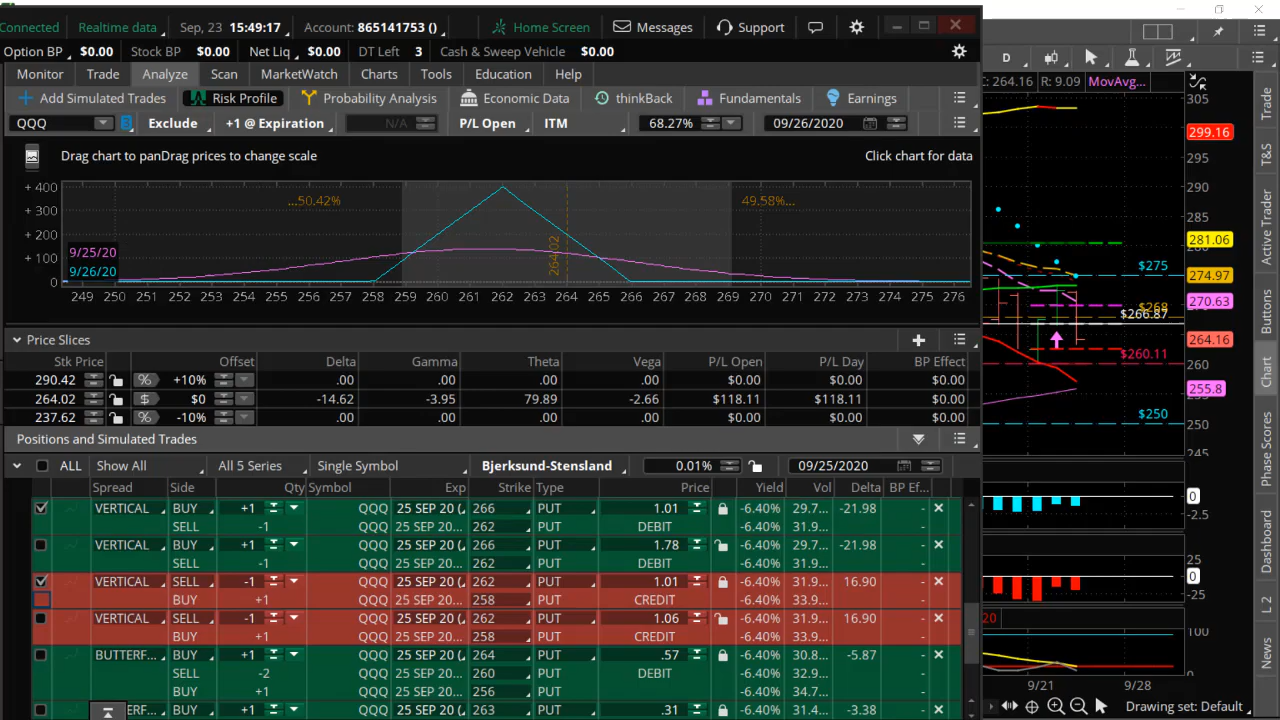 Connected Realtime data Sep, 23 15:49:17 Account: 865141753 () Home Screen Messages Support
Option BP $0.00 Stock BP $0.00 Net Liq $0.00 DT Left 3 Cash & Sweep Vehicle $0.00
Monitor Trade Analyze Scan MarketWatch Charts Tools Education Help
Add Simulated Trades Risk Profile Probability Analysis Economic Data thinkBack Fundamentals Earnings
QQQ Exclude +1 @ Expiration N/A P/L Open ITM 68.27% 09/26/2020
Drag chart to panDrag prices to change scale Click chart for data
+ 400
+ 300
+ 200
+ 100
0
...50.42% 49.58%...
264.02
9/25/20
9/26/20
249 250 251 252 253 254 255 256 257 258 259 260 261 262 263 264 265 266 267 268 269 270 271 272 273 274 275 276
Price Slices
Stk Price Offset Delta Gamma Theta Vega P/L Open P/L Day BP Effect
290.42 % +10% .00 .00 .00 .00 $0.00 $0.00 $0.00
264.02 $ $0 -14.62 -3.95 79.89 -2.66 $118.11 $118.11 $0.00
237.62 % -10% .00 .00 .00 .00 $0.00 $0.00 $0.00
Positions and Simulated Trades
ALL Show All All 5 Series Single Symbol Bjerksund-Stensland 0.01% 09/25/2020
Spread Side Qty Symbol Exp Strike Type Price Yield Vol Delta BP Ef...
VERTICAL BUY +1 QQQ 25 SEP 20 (, 266 PUT 1.01 -6.40% 29.7... -21.98 - ×
SELL -1 QQQ 25 SEP 20... 262 PUT DEBIT -6.40% 31.9...
VERTICAL BUY +1 QQQ 25 SEP 20 (, 266 PUT 1.78 -6.40% 29.7... -21.98 - ×
SELL -1 QQQ 25 SEP 20... 262 PUT DEBIT -6.40% 31.9...
VERTICAL SELL -1 QQQ 25 SEP 20 (, 262 PUT 1.01 -6.40% 31.9... 16.90 - ×
BUY +1 QQQ 25 SEP 20... 258 PUT CREDIT -6.40% 33.9...
VERTICAL SELL -1 QQQ 25 SEP 20 (, 262 PUT 1.06 -6.40% 31.9... 16.90 - ×
BUY +1 QQQ 25 SEP 20... 258 PUT CREDIT -6.40% 33.9...
BUTTERF... BUY +1 QQQ 25 SEP 20 (, 264 PUT .57 -6.40% 30.8... -5.87 - ×
SELL -2 QQQ 25 SEP 20... 260 PUT DEBIT -6.40% 32.9...
BUY +1 QQQ 25 SEP 20... 256 PUT -6.40% 34.7...
ERF... BUY +1 QQQ 25 SEP 20 (, 263 PUT .31 -6.40% 31.4... -3.38 - ×
D
C: 264.16 R: 9.09 MovAvg...
305
299.16
295
290
285
281.06
$275
274.97
270.63
$268
$266.87
264.16
$260.11
260
255.8
$250
250
245
0
-2.5
25
0
-25
20
100
0
9/21 9/28
Drawing set: Default
Trade
T&S
Active Trader
Buttons
Chart
Phase Scores
Dashboard
L 2
News